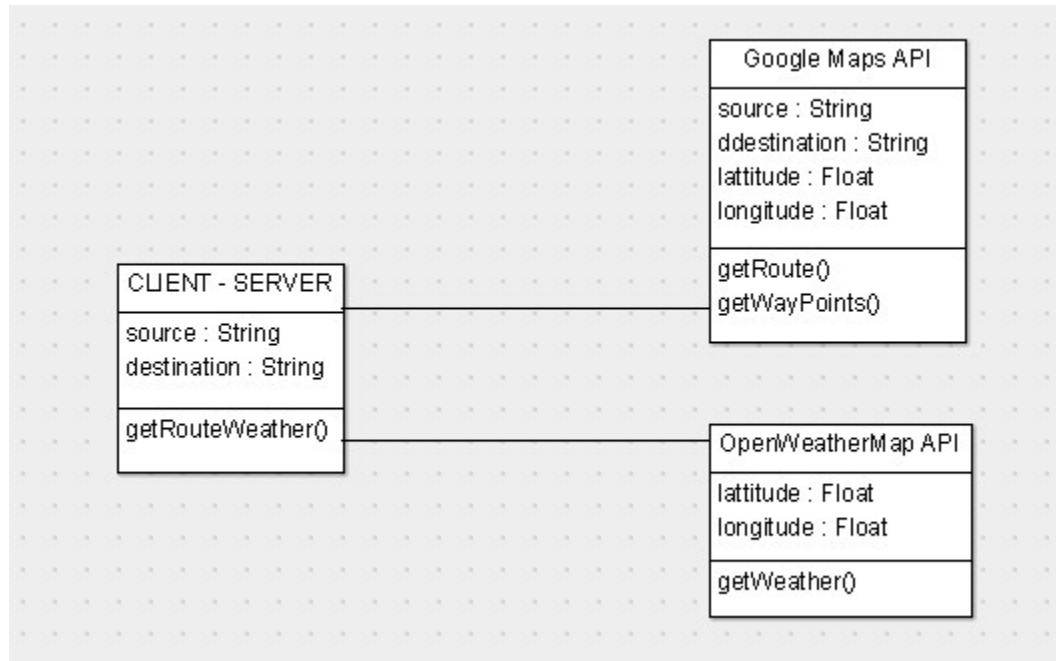 Google Maps API
source : String
ddestination : String
lattitude : Float
longitude : Float
getRoute()
getWayPoints()
CLIENT - SERVER
source : String
destination : String
getRouteWeather()
OpenWeatherMap API
lattitude : Float
longitude : Float
getWeather()